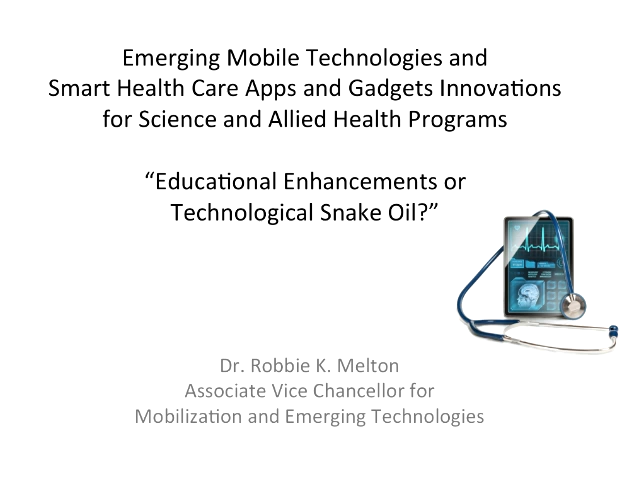 Emerging Mobile Technologies and
Smart Health Care Apps and Gadgets Innovations
for Science and Allied Health Programs
“Educational Enhancements or
Technological Snake Oil?”
Dr. Robbie K. Melton
Associate Vice Chancellor for
Mobilization and Emerging Technologies